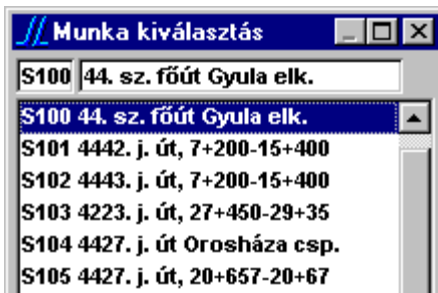 Munka kiválasztás
S100 44. sz. főút Gyula elk.
S100 44. sz. főút Gyula elk.
S101 4442. j. út, 7+200-15+400
S102 4443. j. út, 7+200-15+400
S103 4223. j. út, 27+450-29+35
S104 4427. j. út Orosháza csp.
S105 4427. j. út, 20+657-20+67